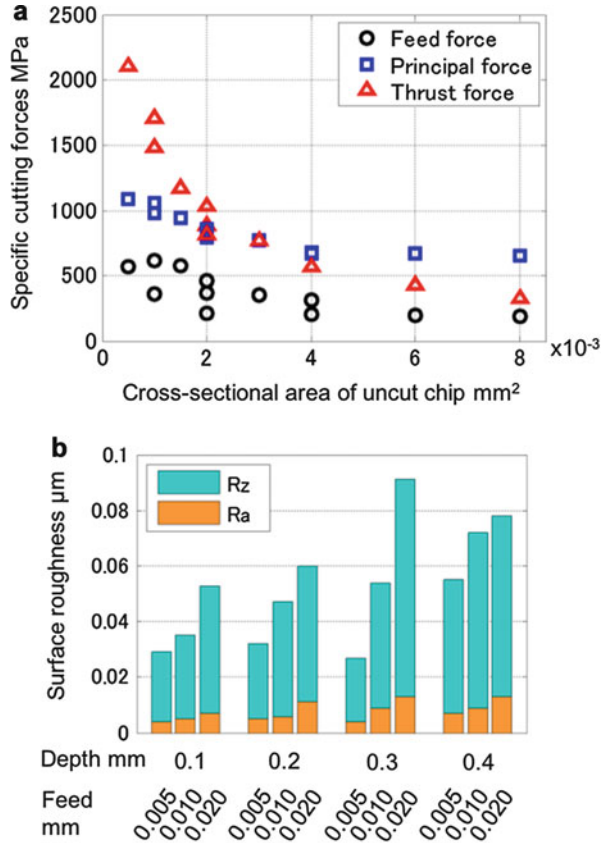 a
2500
2000
1500
1000
500
0
Specific cutting forces MPa
Feed force
Principal force
Thrust force
0 2 4 6 8 x10-3
Cross-sectional area of uncut chip mm²
b
0.1
0.08
0.06
0.04
0.02
0
Surface roughness µm
Rz
Ra
Depth mm 0.1 0.2 0.3 0.4
Feed mm 0.005 0.010 0.020 0.005 0.010 0.020 0.005 0.010 0.020 0.005 0.010 0.020